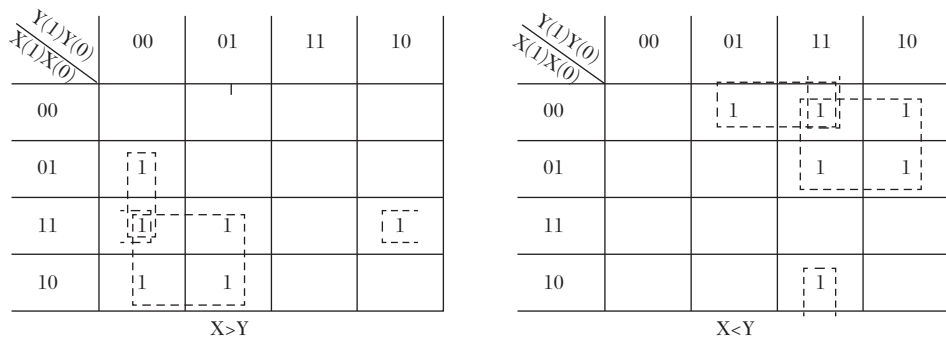 Y(1)Y(0)
X(1)X(0)
00 01 11 10
00
01 1
11 1 1 1
10 1 1
X>Y
Y(1)Y(0)
X(1)X(0)
00 01 11 10
00 1 1 1
01 1 1
11
10 1
X<Y